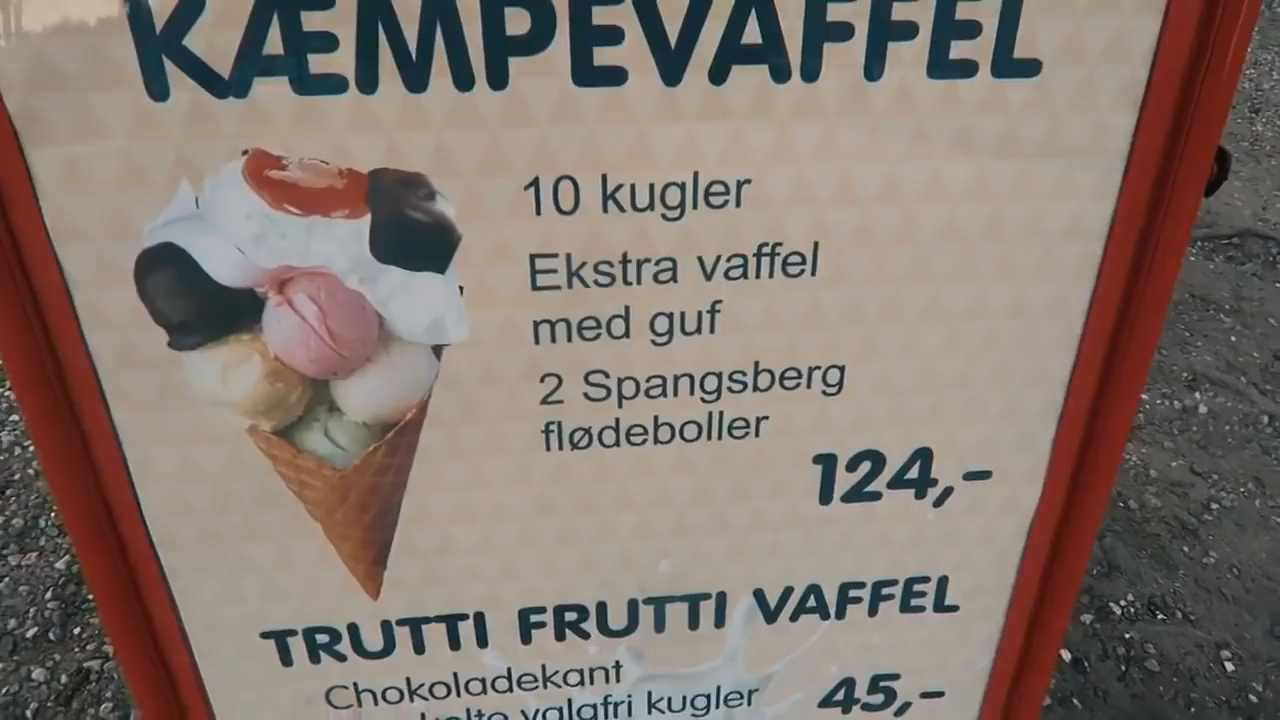 KÆMPEVAFFEL
10 kugler
Ekstra vaffel
med guf
2 Spangsberg
flødeboller
124,-
TRUTTI FRUTTI VAFFEL
Chokoladekant
valgfri kugler
45,-